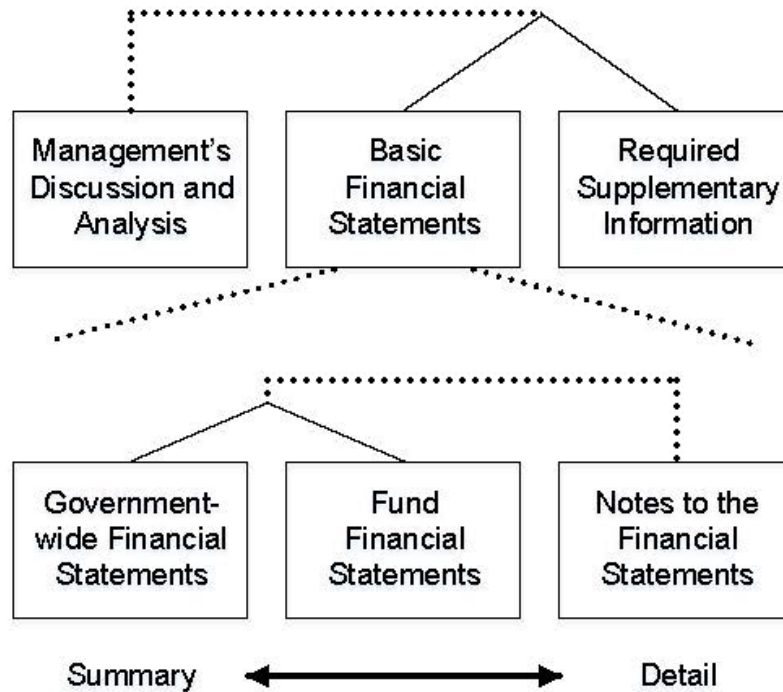 Management's
Discussion and
Analysis
Basic
Financial
Statements
Required
Supplementary
Information
Government-
wide Financial
Statements
Fund
Financial
Statements
Notes to the
Financial
Statements
Summary
Detail